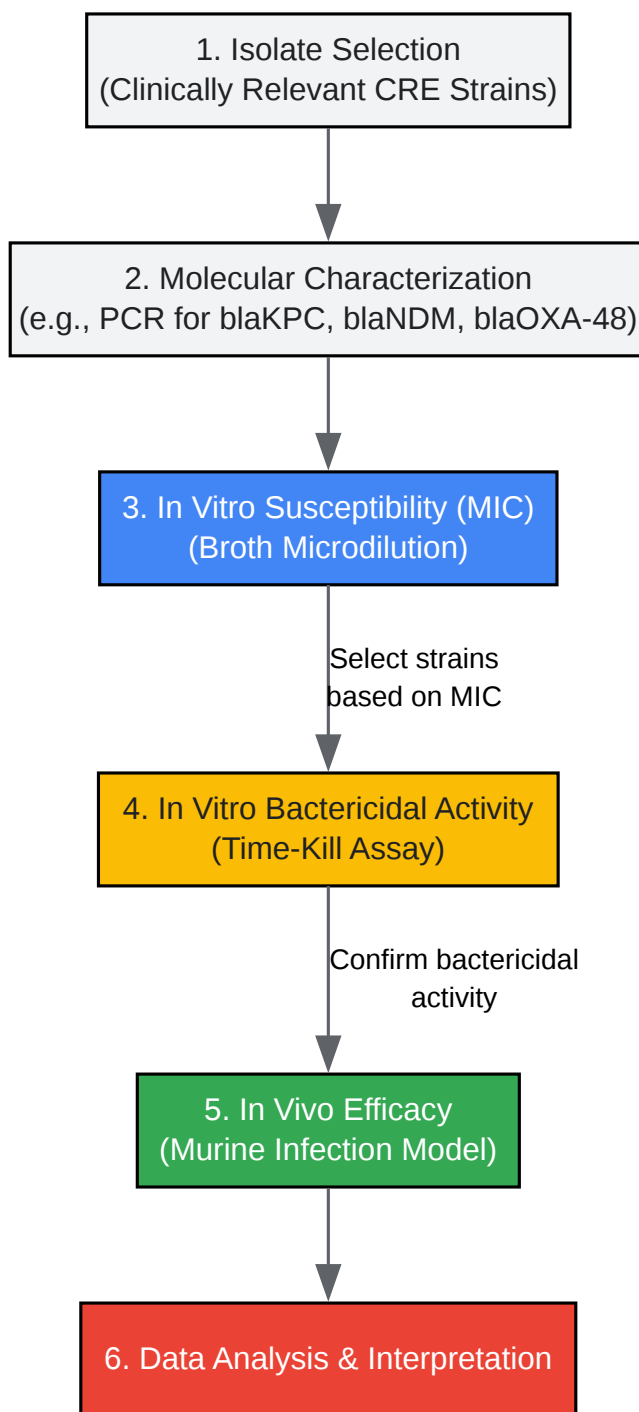 1. Isolate Selection
(Clinically Relevant CRE Strains)
2. Molecular Characterization
(e.g., PCR for blaKPC, blaNDM, blaOXA-48)
3. In Vitro Susceptibility (MIC)
(Broth Microdilution)
Select strains
based on MIC
4. In Vitro Bactericidal Activity
(Time-Kill Assay)
Confirm bactericidal
activity
5. In Vivo Efficacy
(Murine Infection Model)
6. Data Analysis & Interpretation